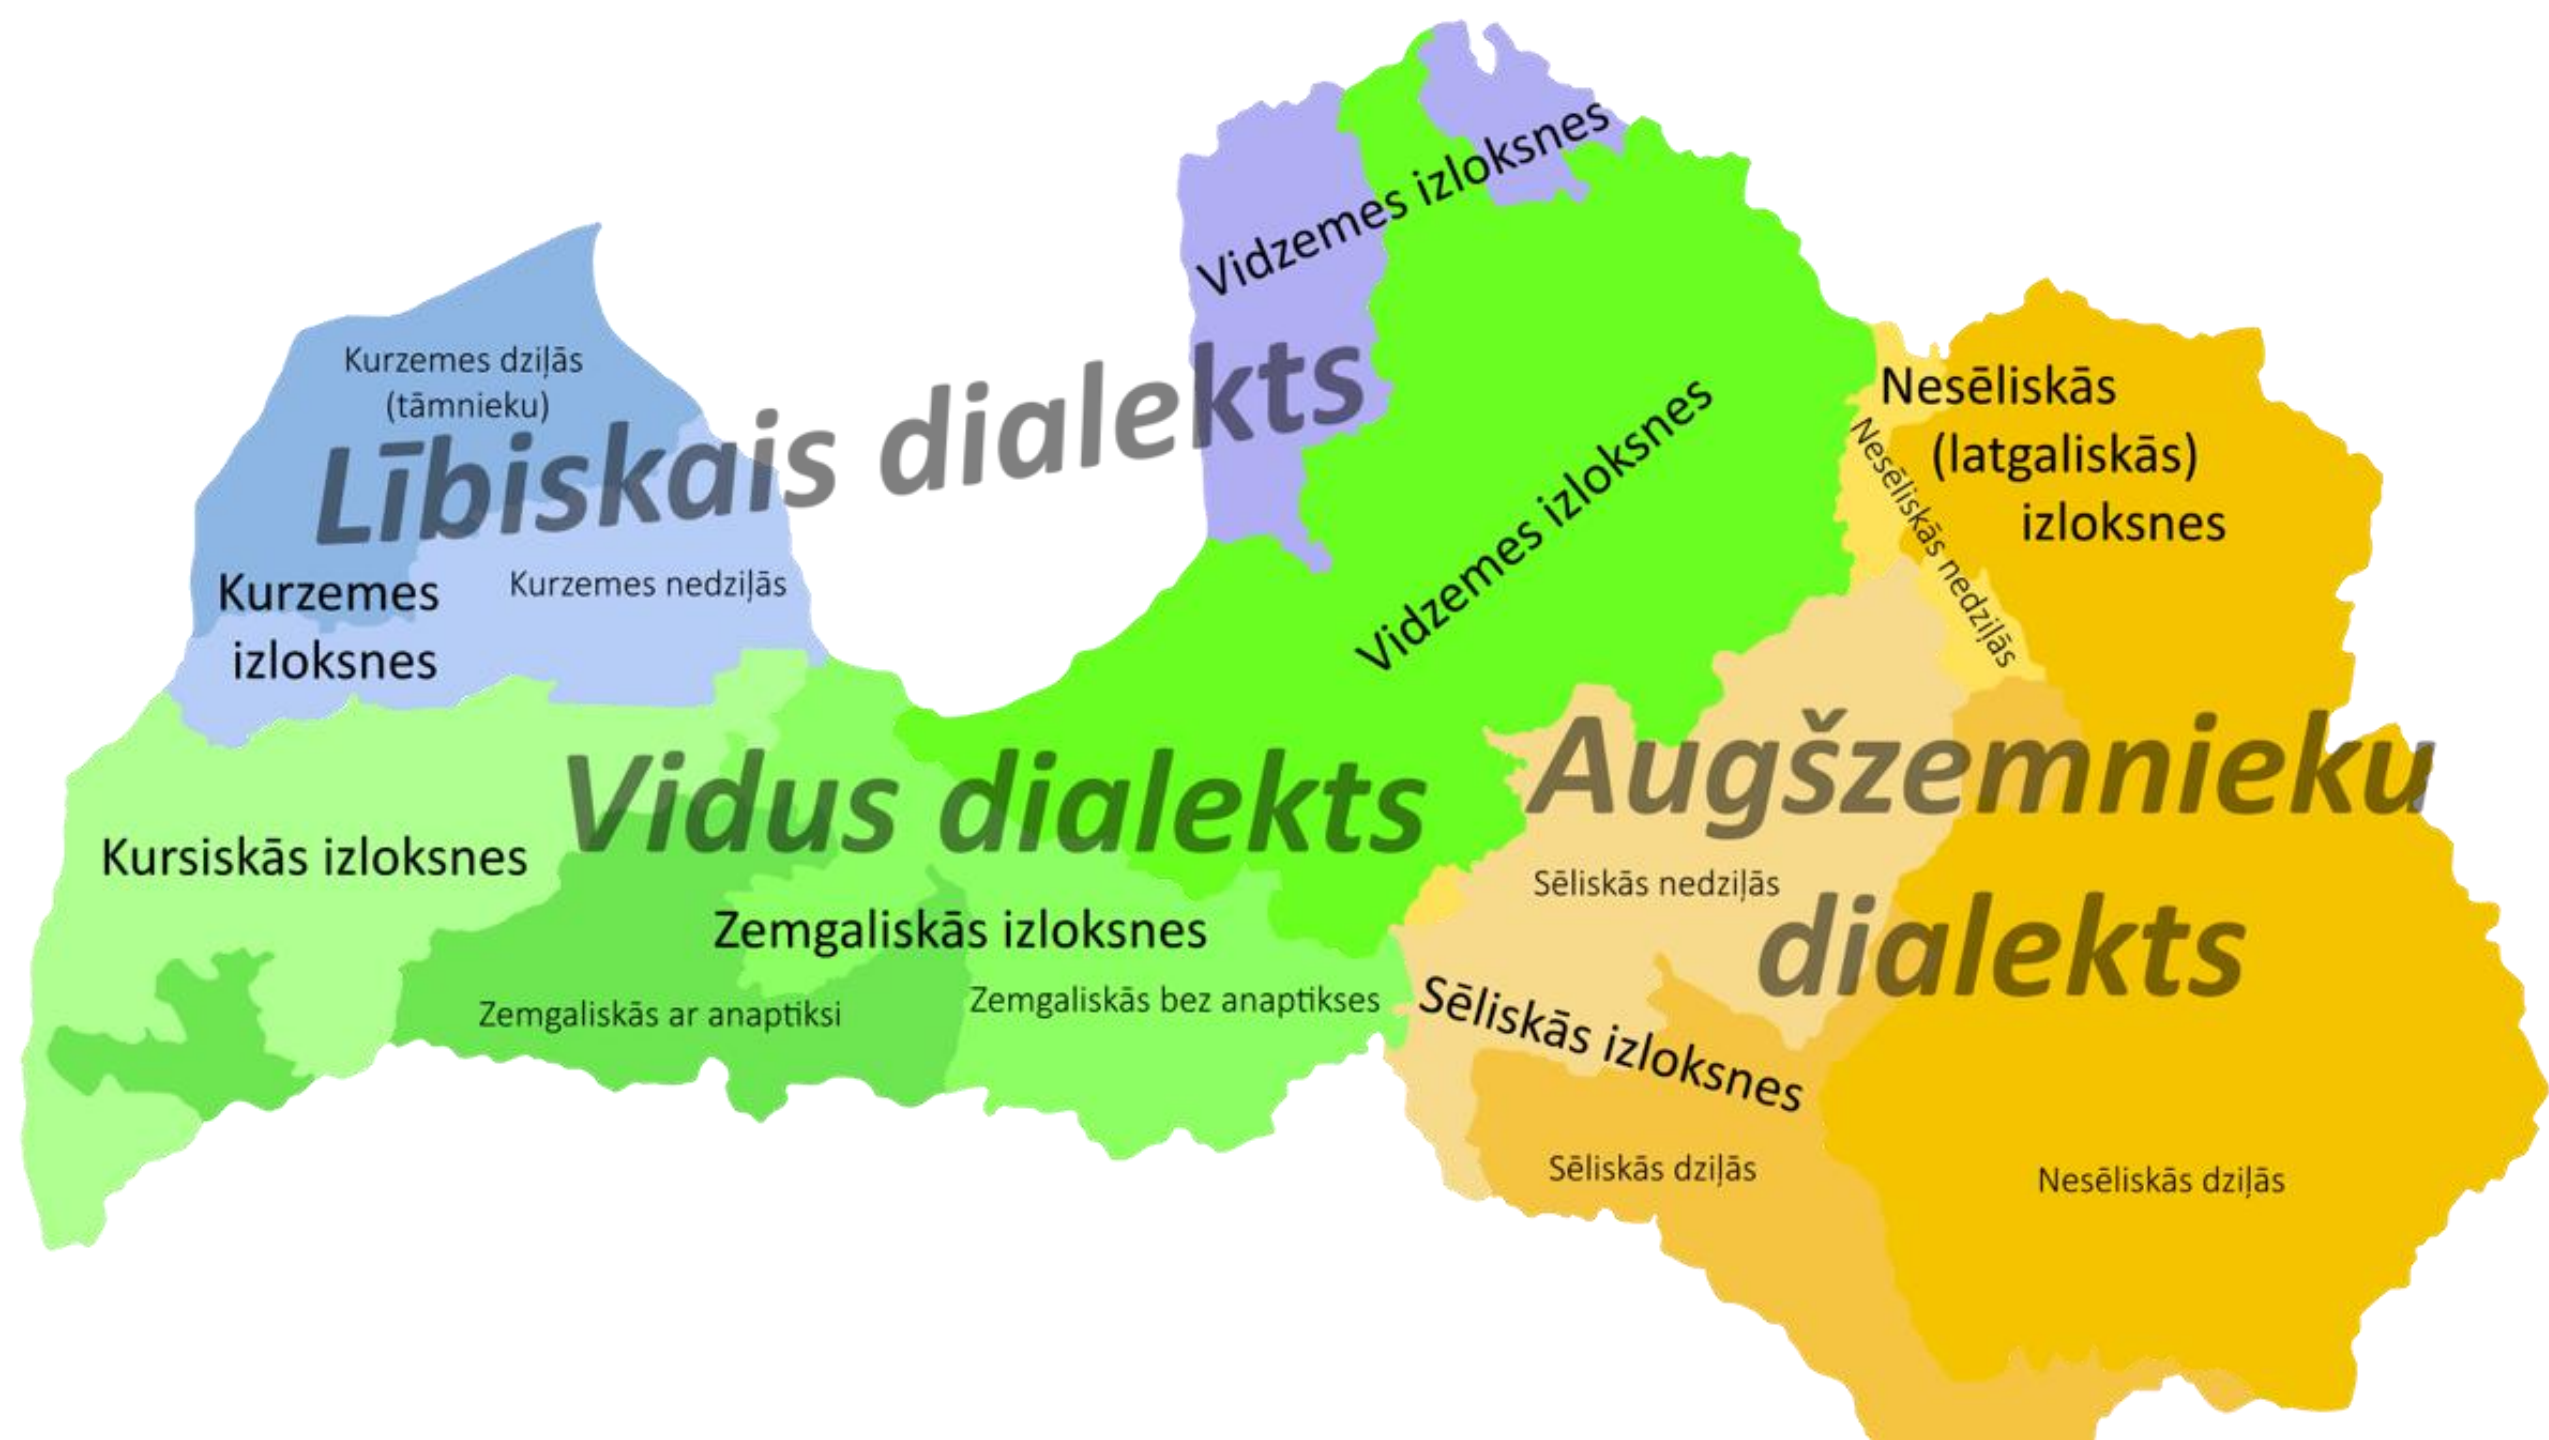 Vidzemes izloksnes
Kurzemes dziļās
(tāmnieku)
Lībiskais dialekts
Kurzemes
izloksnes
Kurzemes nedziļās
Vidzemes izloksnes
Nesēliskās
(latgaliskās)
izloksnes
Nesēliskās nedziļās
Vidus dialekts
Augšzemnieku
dialekts
Kursiskās izloksnes
Zemgaliskās izloksnes
Zemgaliskās ar anaptiksi
Zemgaliskās bez anaptikses
Sēliskās nedziļās
Sēliskās izloksnes
Sēliskās dziļās
Nesēliskās dziļās